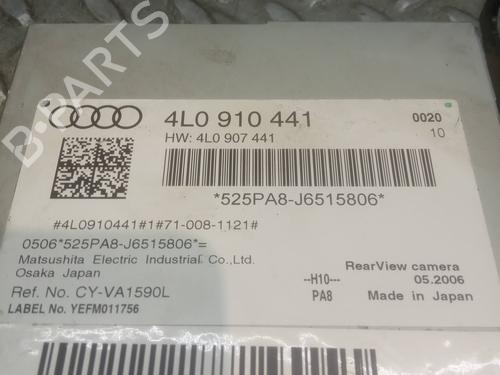 4L0 910 441
0020
HW: 4L0 907 441
10
*525PA8-J6515806*
#4L0910441#1#71-008-1121#
0506*525PA8-J6515806*=
Matsushita Electric Industrial Co.,Ltd.
Osaka Japan
RearView camera
--H10---
05.2006
Ref. No. CY-VA1590L
PA8
Made in Japan
LABEL No. YEFM011756
B-PARTS